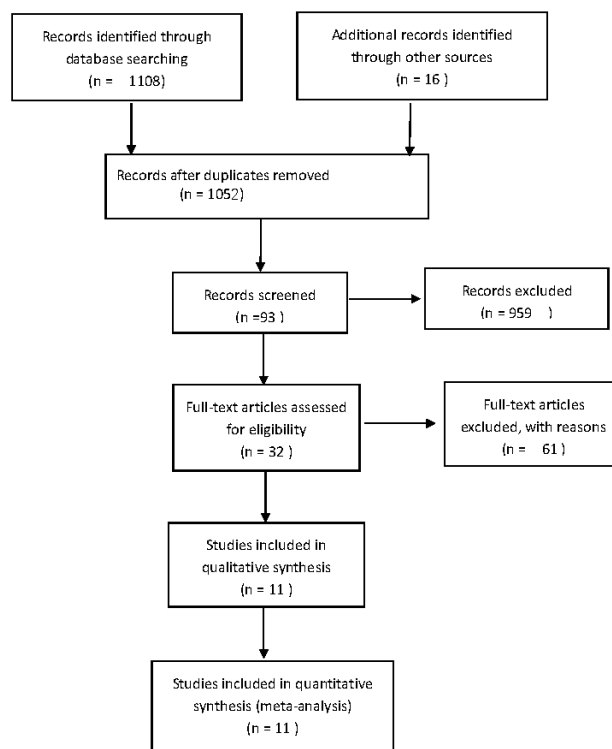 Records identified through
database searching
(n = 1108)
Additional records identified
through other sources
(n = 16 )
Records after duplicates removed
(n = 1052)
Records screened
(n =93 )
Records excluded
(n = 959 )
Full-text articles assessed
for eligibility
(n = 32 )
Full-text articles
excluded, with reasons
(n = 61 )
Studies included in
qualitative synthesis
(n = 11 )
Studies included in quantitative
synthesis (meta-analysis)
(n = 11 )